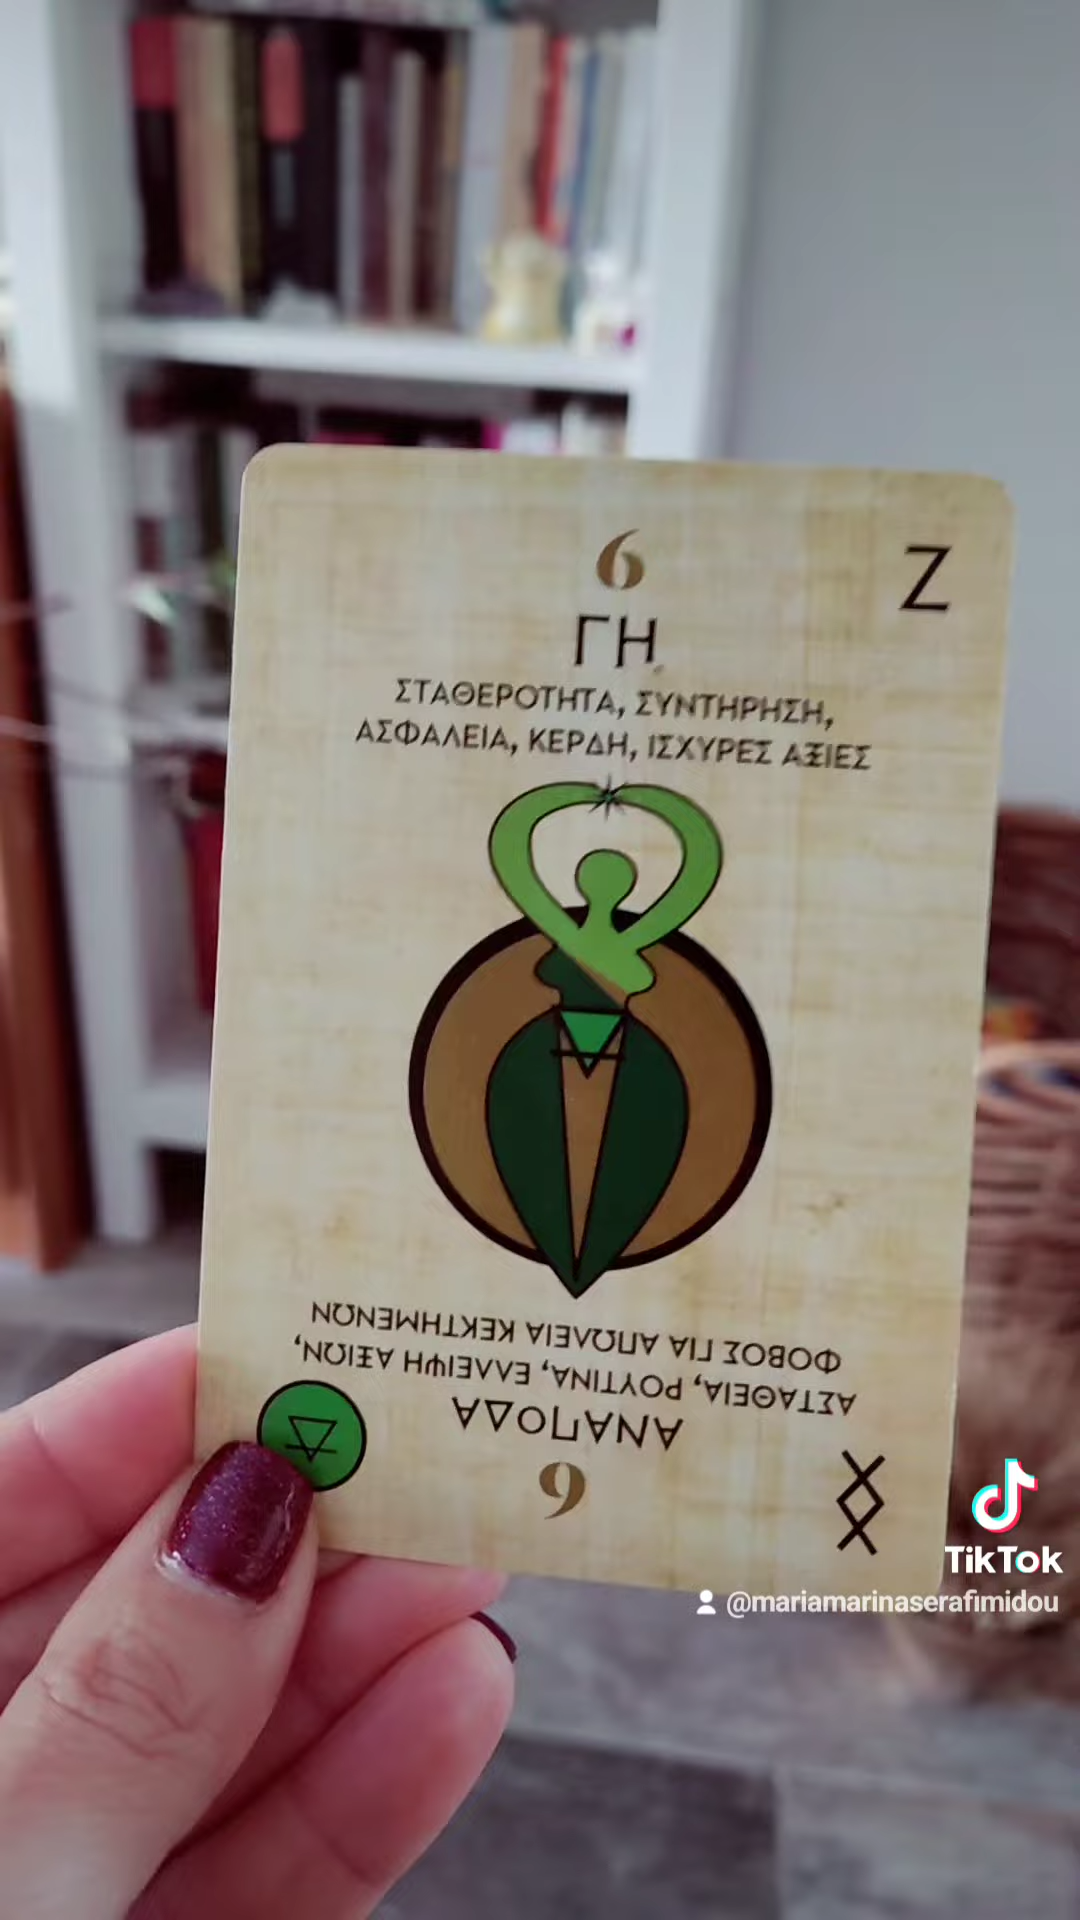 6
Ζ
ΓΗ
ΣΤΑΘΕΡΟΤΗΤΑ, ΣΥΝΤΗΡΗΣΗ,
ΑΣΦΑΛΕΙΑ, ΚΕΡΔΗ, ΙΣΧΥΡΕΣ ΑΞΙΕΣ
6
ΑΝΑΠΟΔΑ
ΑΣΤΑΘΕΙΑ, ΡΟΥΤΙΝΑ, ΕΛΛΕΙΨΗ ΑΞΙΩΝ,
ΦΟΒΟΣ ΓΙΑ ΑΠΩΛΕΙΑ ΚΕΚΤΗΜΕΝΩΝ
TikTok
@mariamarinaserafimidou